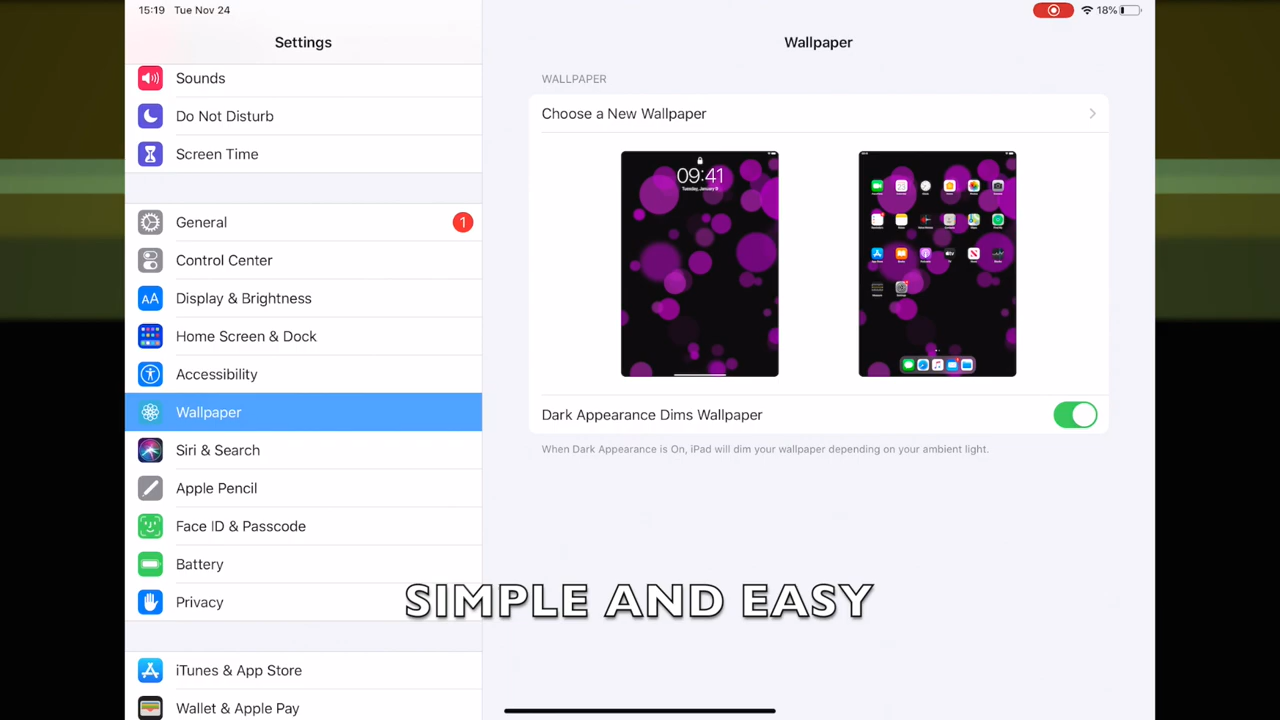 15:19 Tue Nov 24
18%
Settings
Wallpaper
Sounds
Do Not Disturb
Screen Time
General
1
Control Center
Display & Brightness
Home Screen & Dock
Accessibility
Wallpaper
Siri & Search
Apple Pencil
Face ID & Passcode
Battery
Privacy
iTunes & App Store
Wallet & Apple Pay
WALLPAPER
Choose a New Wallpaper
09:41
Tuesday, January 9
Dark Appearance Dims Wallpaper
When Dark Appearance is On, iPad will dim your wallpaper depending on your ambient light.
SIMPLE AND EASY